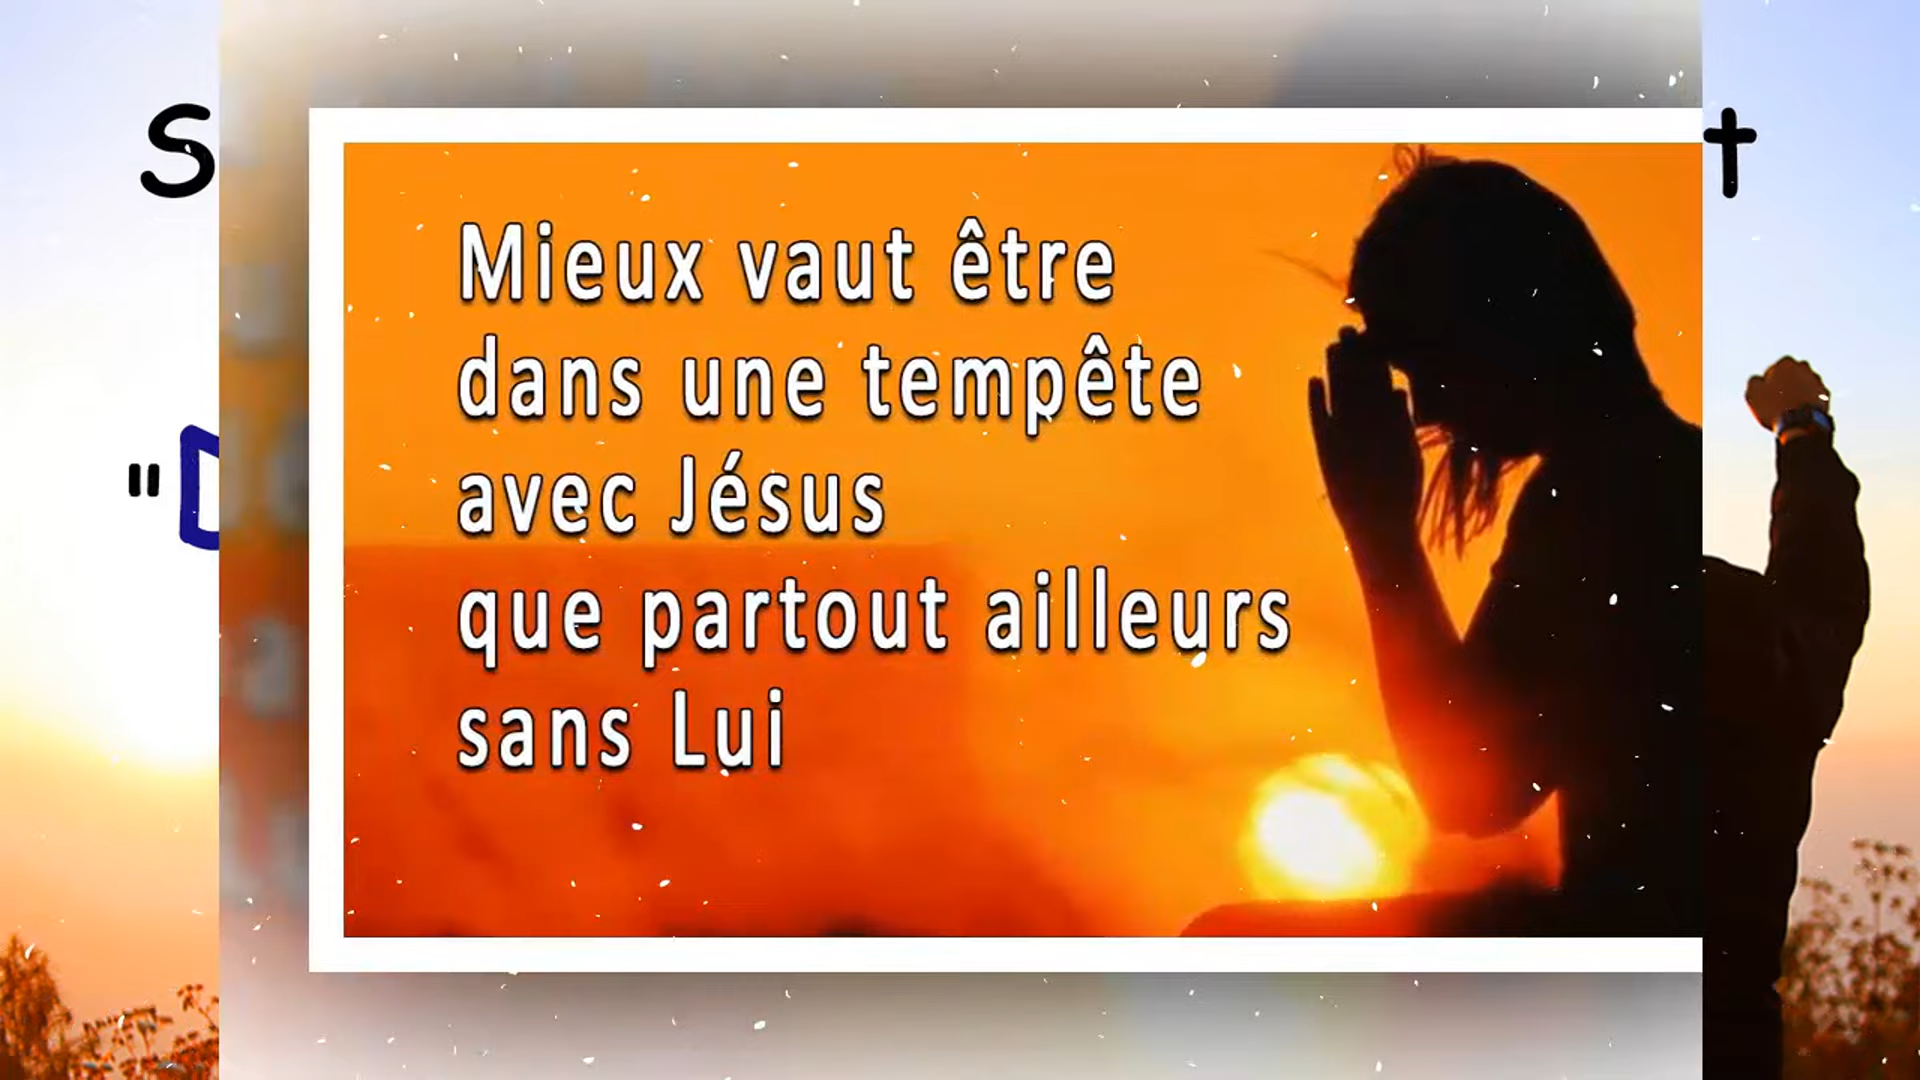 Mieux vaut être
dans une tempête
avec Jésus
que partout ailleurs
sans Lui